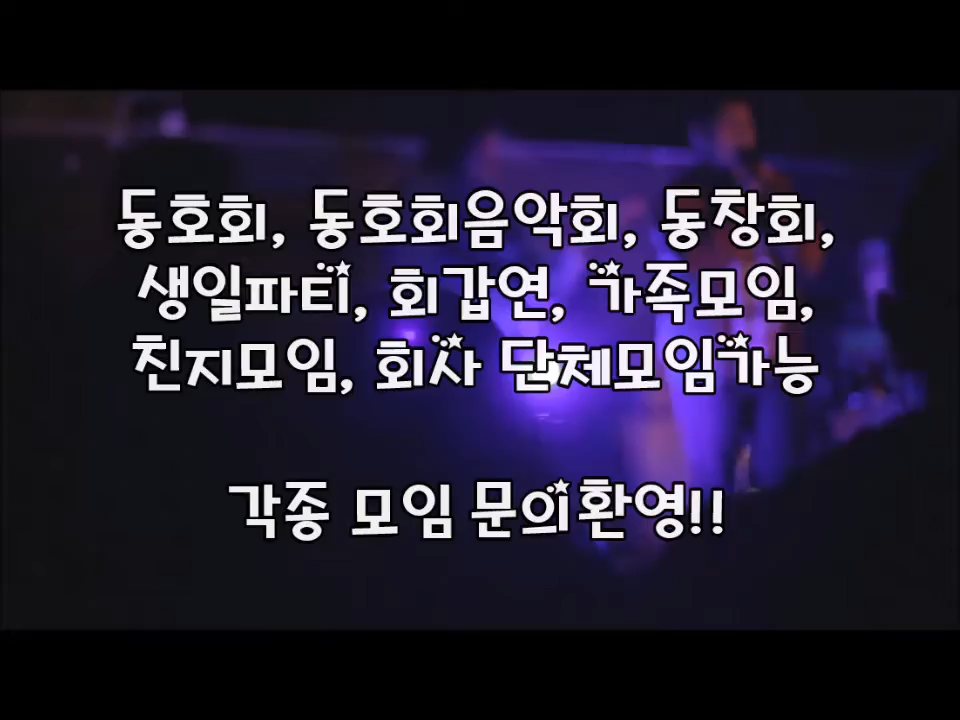 동호회, 동호회음악회, 동창회,
생일파티, 회갑연, 가족모임,
친지모임, 회사 단체모임가능
각종 모임 문의환영!!